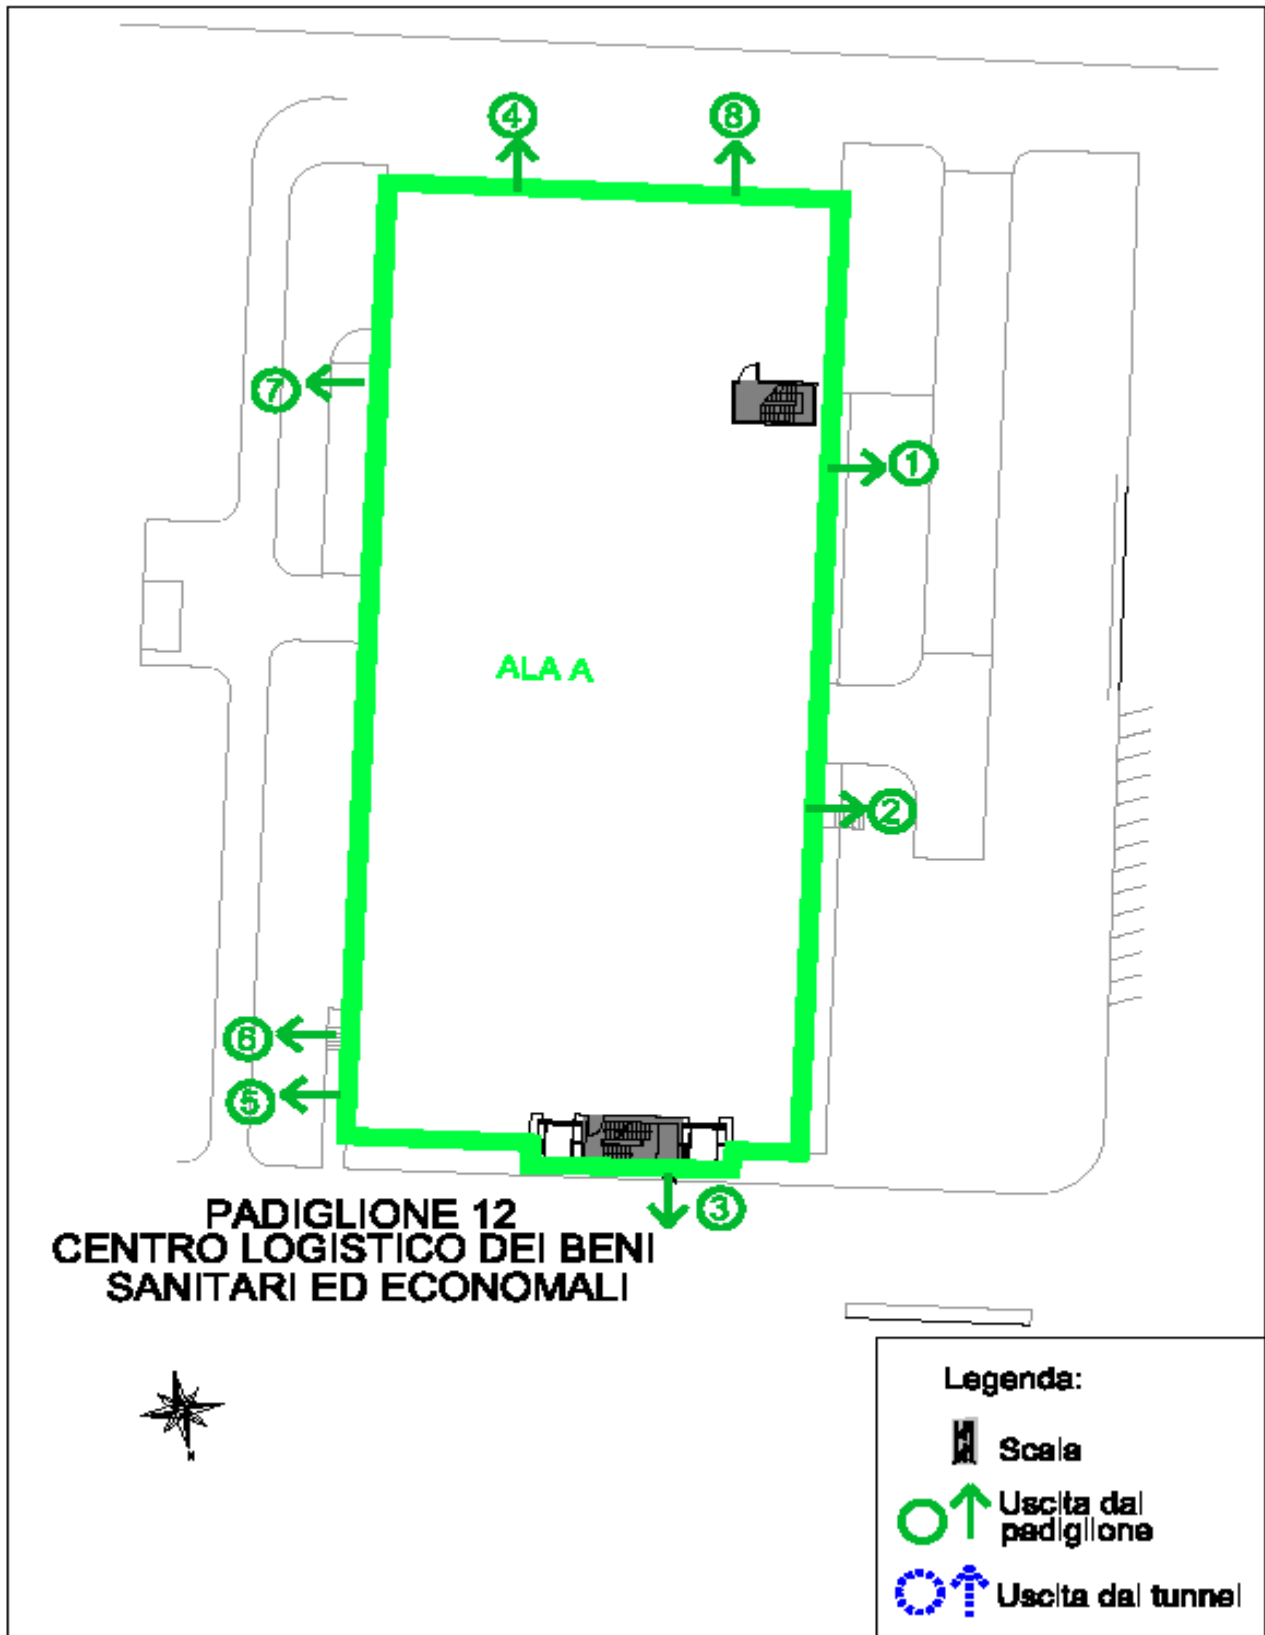 4
8
7
1
ALA A
2
6
5
3
PADIGLIONE 12
CENTRO LOGISTICO DEI BENI
SANITARI ED ECONOMALI
N
Legenda:
Scala
Uscita dal
padiglione
Uscita dal tunnel